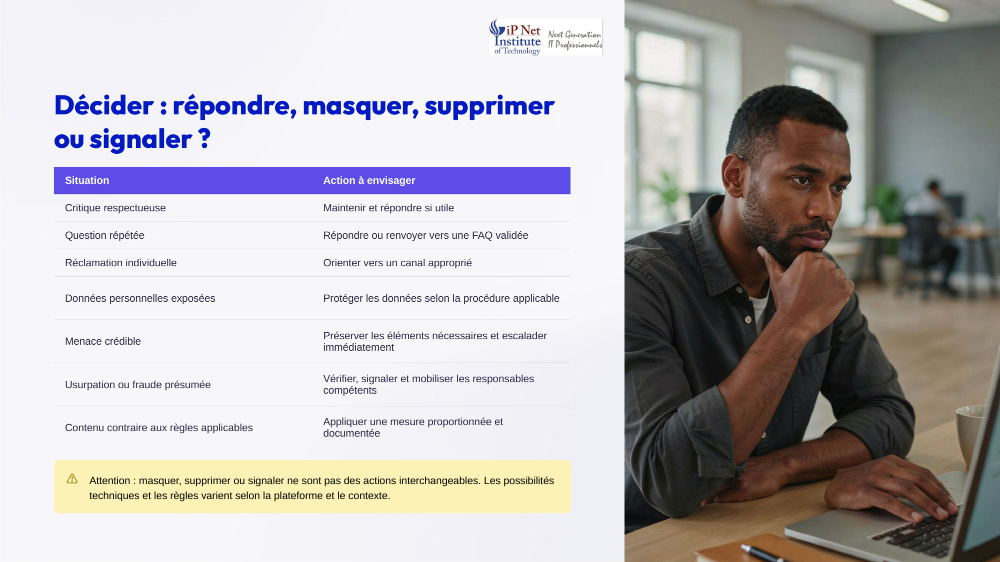 iP Net
Institute
of Technology
Next Generation
IT Professionnels
Décider : répondre, masquer, supprimer
ou signaler ?
Situation
Action à envisager
Critique respectueuse
Maintenir et répondre si utile
Question répétée
Répondre ou renvoyer vers une FAQ validée
Réclamation individuelle
Orienter vers un canal approprié
Données personnelles exposées
Protéger les données selon la procédure applicable
Menace crédible
Préserver les éléments nécessaires et escalader
immédiatement
Usurpation ou fraude présumée
Vérifier, signaler et mobiliser les responsables
compétents
Contenu contraire aux règles applicables
Appliquer une mesure proportionnée et
documentée
Attention : masquer, supprimer ou signaler ne sont pas des actions interchangeables. Les possibilités
techniques et les règles varient selon la plateforme et le contexte.